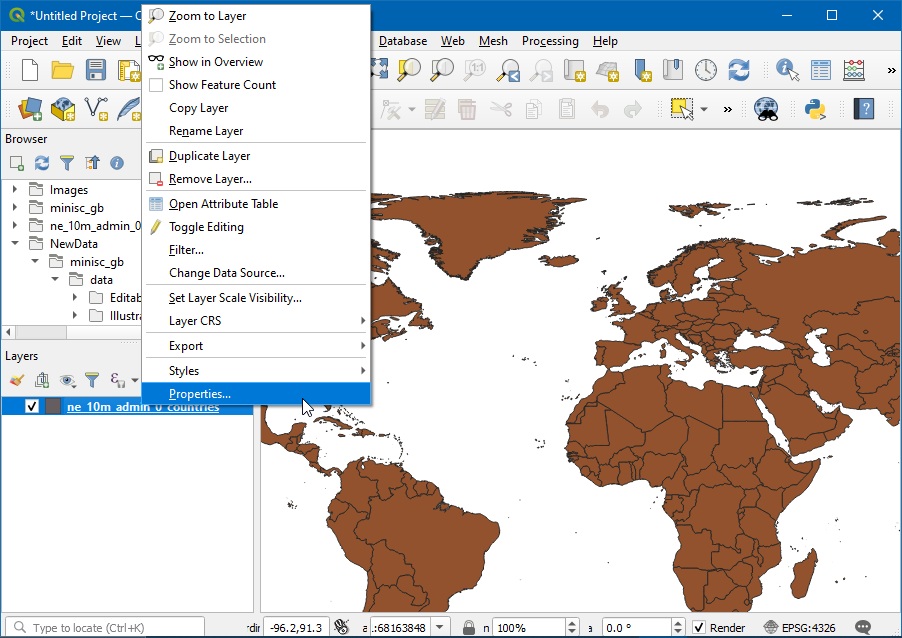 *Untitled Project —
Project Edit View Database Web Mesh Processing Help
Zoom to Layer
Zoom to Selection
Show in Overview
Show Feature Count
Copy Layer
Rename Layer
Duplicate Layer
Remove Layer...
Open Attribute Table
Toggle Editing
Filter...
Change Data Source...
Set Layer Scale Visibility...
Layer CRS
Export
Styles
Properties...
Browser
Images
minisc_gb
ne_10m_admin_0
NewData
minisc_gb
data
Editab
Illustra
Layers
ne_10m_admin_0_countries
Type to locate (Ctrl+K)
-96.2,91.3
.:68163848
100%
0.0 °
Render
EPSG:4326